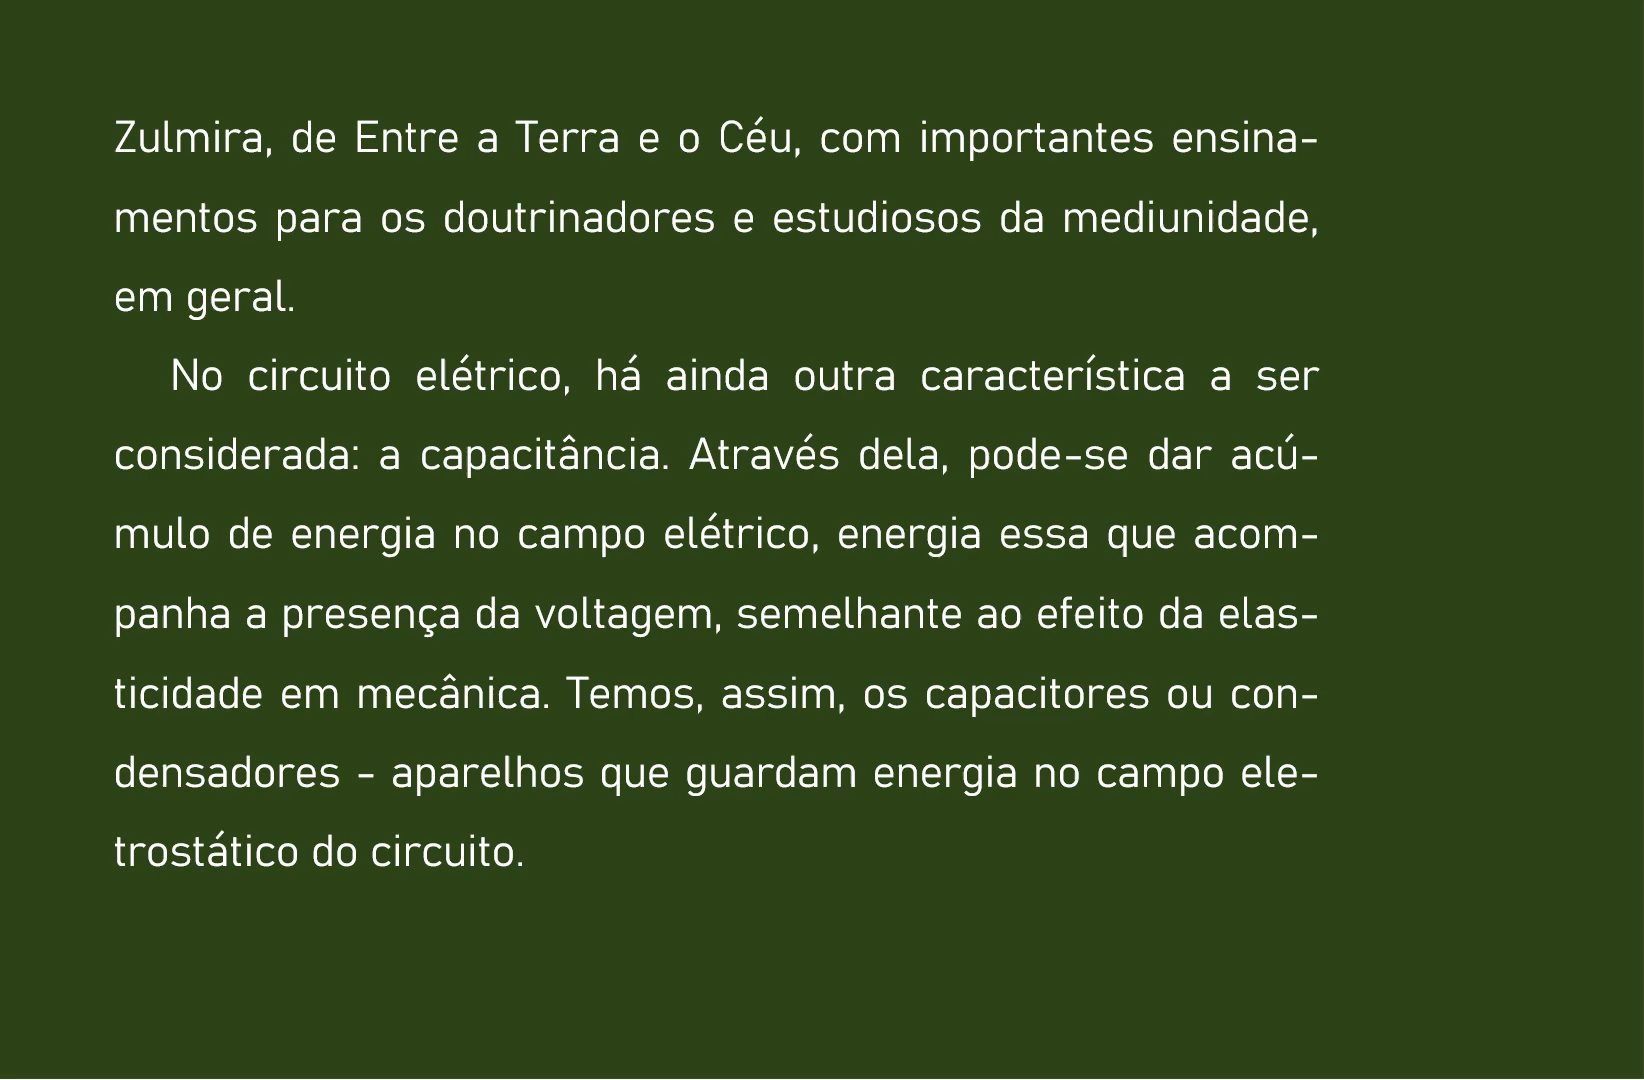 Zulmira, de Entre a Terra e o Céu, com importantes ensina-
mentos para os doutrinadores e estudiosos da mediunidade,
em geral.
No circuito elétrico, há ainda outra característica a ser
considerada: a capacitância. Através dela, pode-se dar acú-
mulo de energia no campo elétrico, energia essa que acom-
panha a presença da voltagem, semelhante ao efeito da elas-
ticidade em mecânica. Temos, assim, os capacitores ou con-
densadores - aparelhos que guardam energia no campo ele-
trostático do circuito.